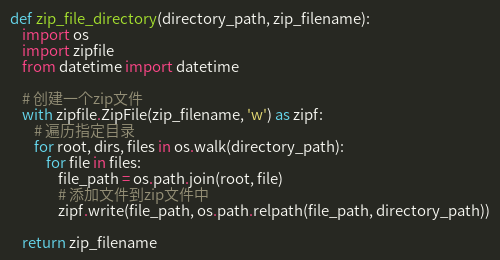 def zip_file_directory(directory_path, zip_filename):
    import os
    import zipfile
    from datetime import datetime

    # 创建一个zip文件
    with zipfile.ZipFile(zip_filename, 'w') as zipf:
        # 遍历指定目录
        for root, dirs, files in os.walk(directory_path):
            for file in files:
                file_path = os.path.join(root, file)
                # 添加文件到zip文件中
                zipf.write(file_path, os.path.relpath(file_path, directory_path))

    return zip_filename